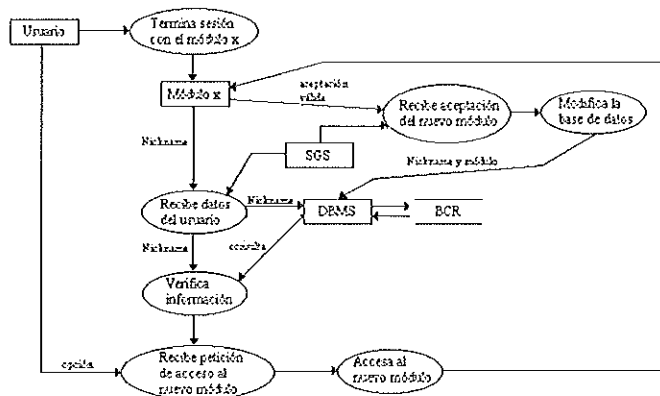 Usuario
Termina sesión
con el módulo x
Módulo x
aceptación
válida
Recibe aceptación
del nuevo módulo
Modifica la
base de datos
Nickname
SGS
Nickname y módulo
Recibe datos
del usuario
Nickname
DBMS
BCR
Nickname
consulta
Verifica
información
opción
Recibe petición
de acceso al
nuevo módulo
Accesa al
nuevo módulo